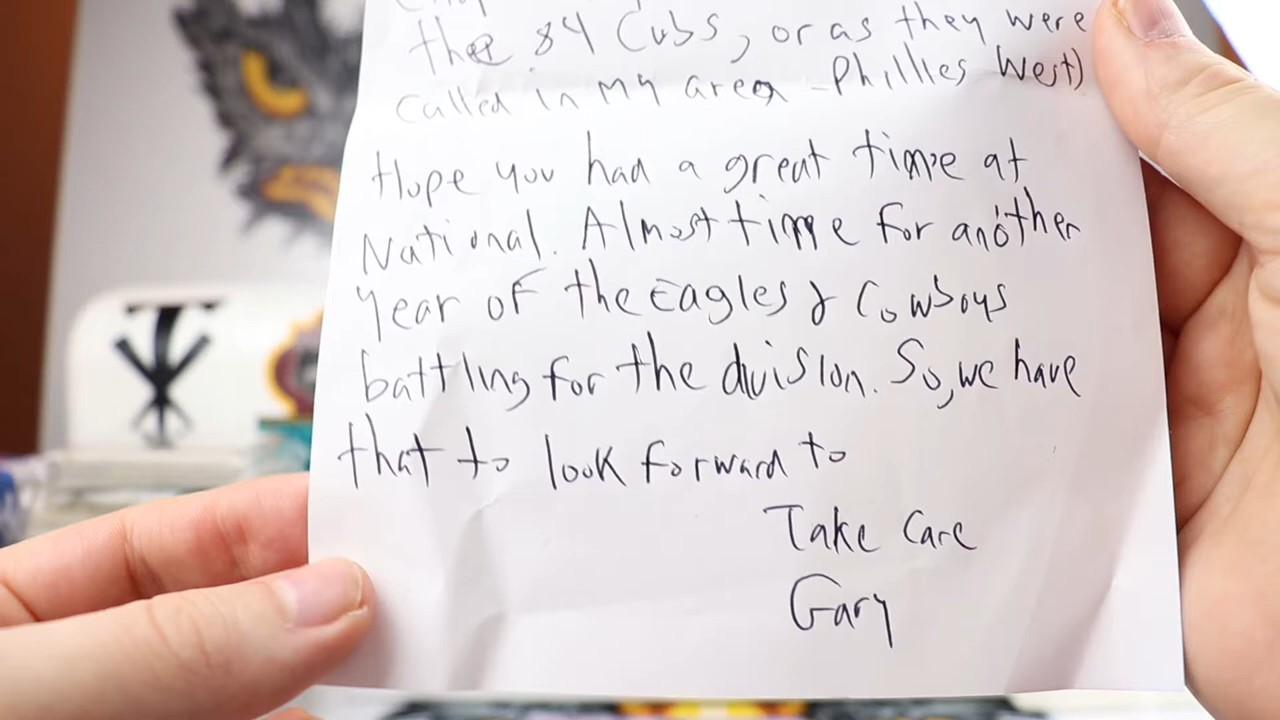 the 84 Cubs, or as they were
called in my area - Phillies West)
Hope you had a great time at
National. Almost time for another
year of the Eagles & Cowboys
battling for the division. So, we have
that to look forward to
Take Care
Gary